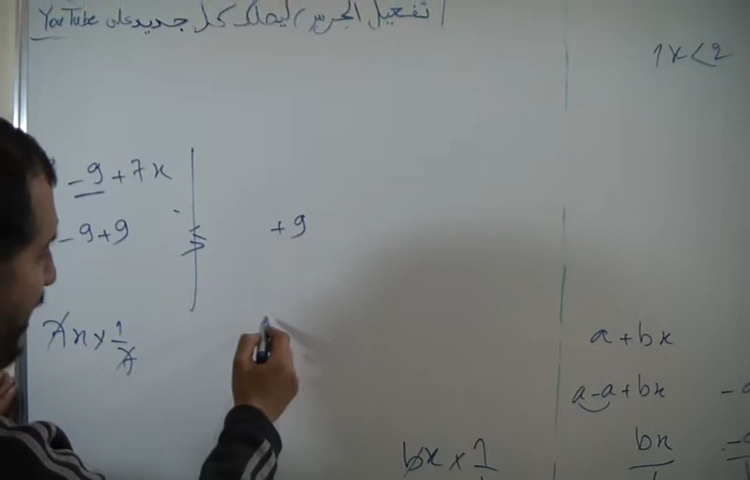 تفعيل الجرس ليصلك كل جديد على YouTube
1x<2
-9+7x
-9+9 +9
7x×1/7
a+bx
a-a+bx
bx
bx×1